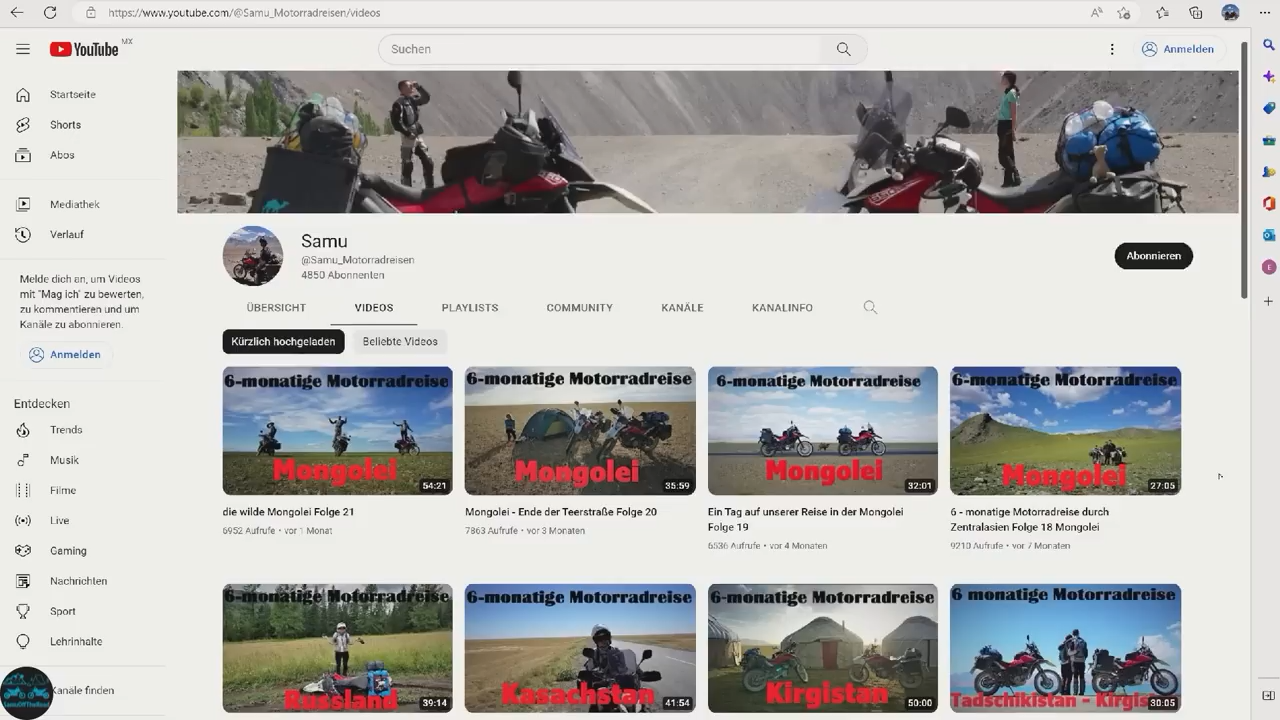 https://www.youtube.com/@Samu_Motorradreisen/videos
YouTube MX
Suchen
Anmelden
Startseite
Shorts
Abos
Mediathek
Verlauf
Melde dich an, um Videos
mit "Mag ich" zu bewerten,
zu kommentieren und um
Kanäle zu abonnieren.
Anmelden
Entdecken
Trends
Musik
Filme
Live
Gaming
Nachrichten
Sport
Lehrinhalte
Kanäle finden
Samu
@Samu_Motorradreisen
4850 Abonnenten
Abonnieren
ÜBERSICHT
VIDEOS
PLAYLISTS
COMMUNITY
KANÄLE
KANALINFO
Kürzlich hochgeladen
Beliebte Videos
6-monatige Motorradreise
Mongolei
54:21
die wilde Mongolei Folge 21
6952 Aufrufe • vor 1 Monat
6-monatige Motorradreise
Mongolei
35:59
Mongolei - Ende der Teerstraße Folge 20
7863 Aufrufe • vor 3 Monaten
6-monatige Motorradreise
Mongolei
32:01
Ein Tag auf unserer Reise in der Mongolei
Folge 19
6536 Aufrufe • vor 4 Monaten
6-monatige Motorradreise
Mongolei
27:05
6 - monatige Motorradreise durch
Zentralasien Folge 18 Mongolei
9210 Aufrufe • vor 7 Monaten
6-monatige Motorradreise
Russland
39:14
6-monatige Motorradreise
Kasachstan
41:54
6-monatige Motorradreise
Kirgistan
50:00
6 monatige Motorradreise
Tadschikistan - Kirgis
30:05